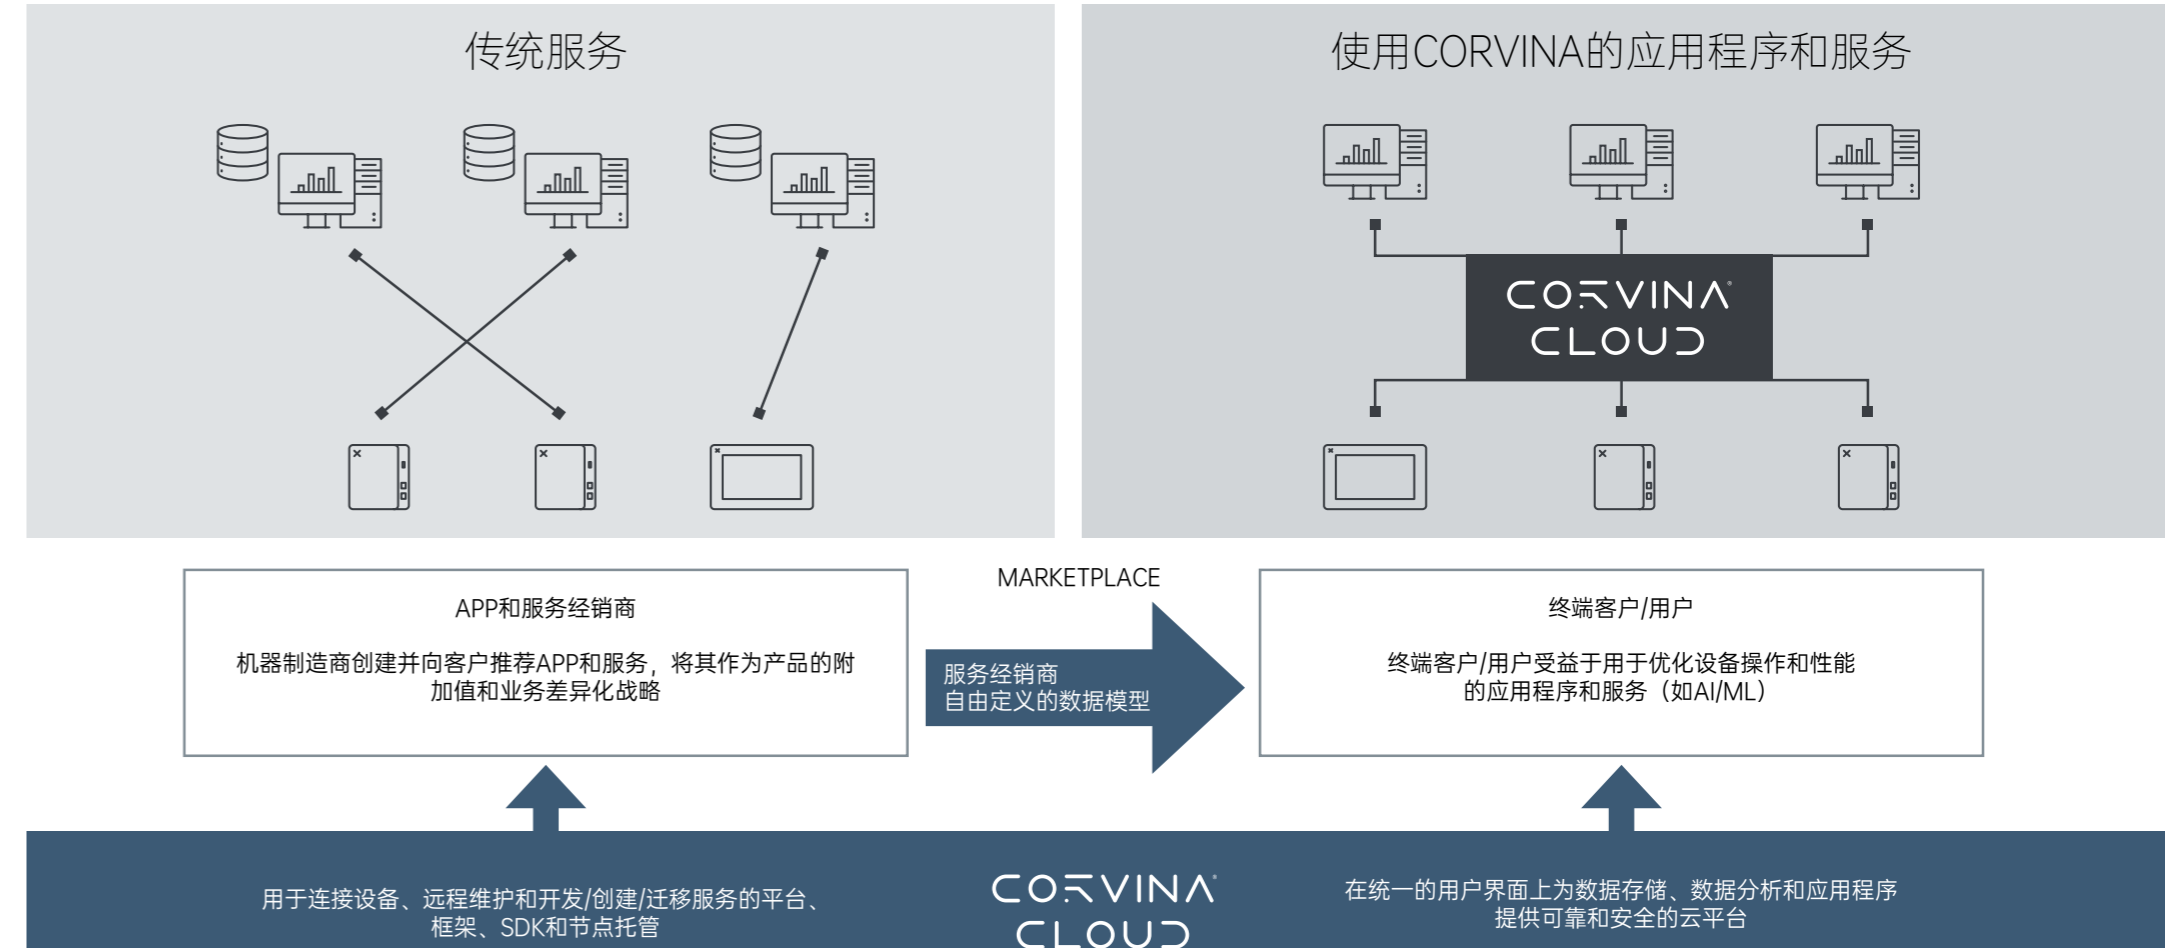 传统服务
使用CORVINA的应用程序和服务
CORVINA®
CLOUD
APP和服务经销商
机器制造商创建并向客户推荐APP和服务，将其作为产品的附
加值和业务差异化战略
MARKETPLACE
服务经销商
自由定义的数据模型
终端客户/用户
终端客户/用户受益于用于优化设备操作和性能
的应用程序和服务（如AI/ML）
用于连接设备、远程维护和开发/创建/迁移服务的平台、
框架、SDK和节点托管
CORVINA®
CLOUD
在统一的用户界面上为数据存储、数据分析和应用程序
提供可靠和安全的云平台